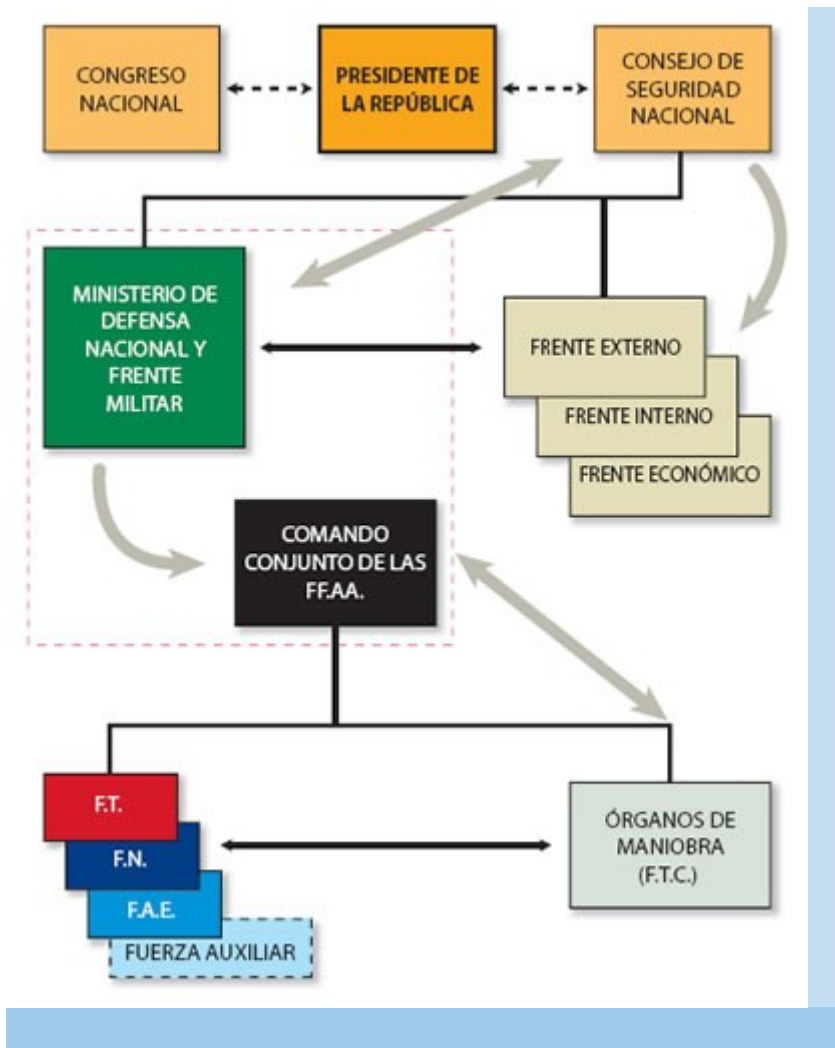 CONGRESO
NACIONAL
PRESIDENTE DE
LA REPÚBLICA
CONSEJO DE
SEGURIDAD
NACIONAL
MINISTERIO DE
DEFENSA
NACIONAL Y
FRENTE
MILITAR
FRENTE EXTERNO
FRENTE INTERNO
FRENTE ECONÓMICO
COMANDO
CONJUNTO DE LAS
FF.AA.
F.T.
F.N.
F.A.E.
FUERZA AUXILIAR
ÓRGANOS DE
MANIOBRA
(F.T.C.)